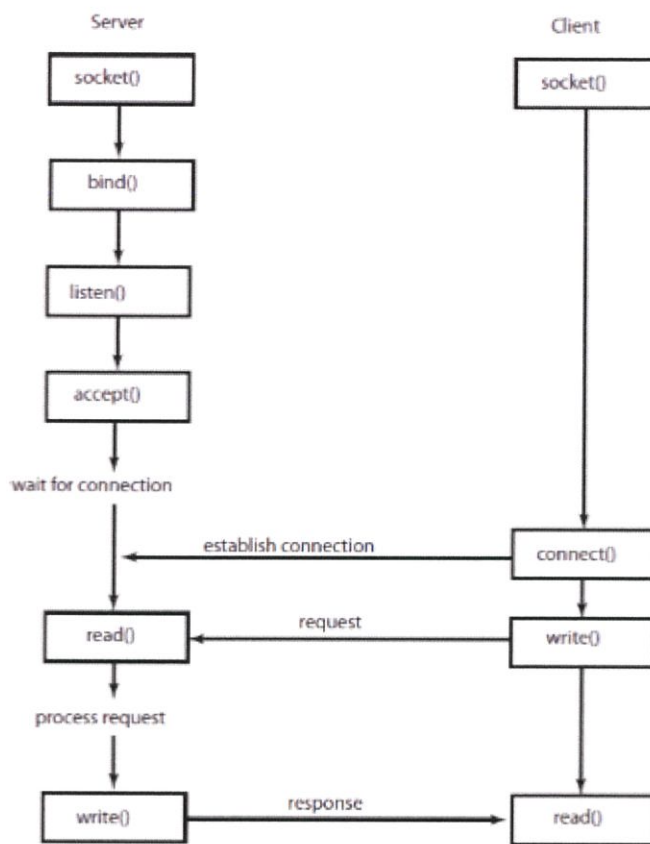 Server
Client
socket()
socket()
bind()
listen()
accept()
wait for connection
establish connection
connect()
read()
request
write()
process request
write()
response
read()